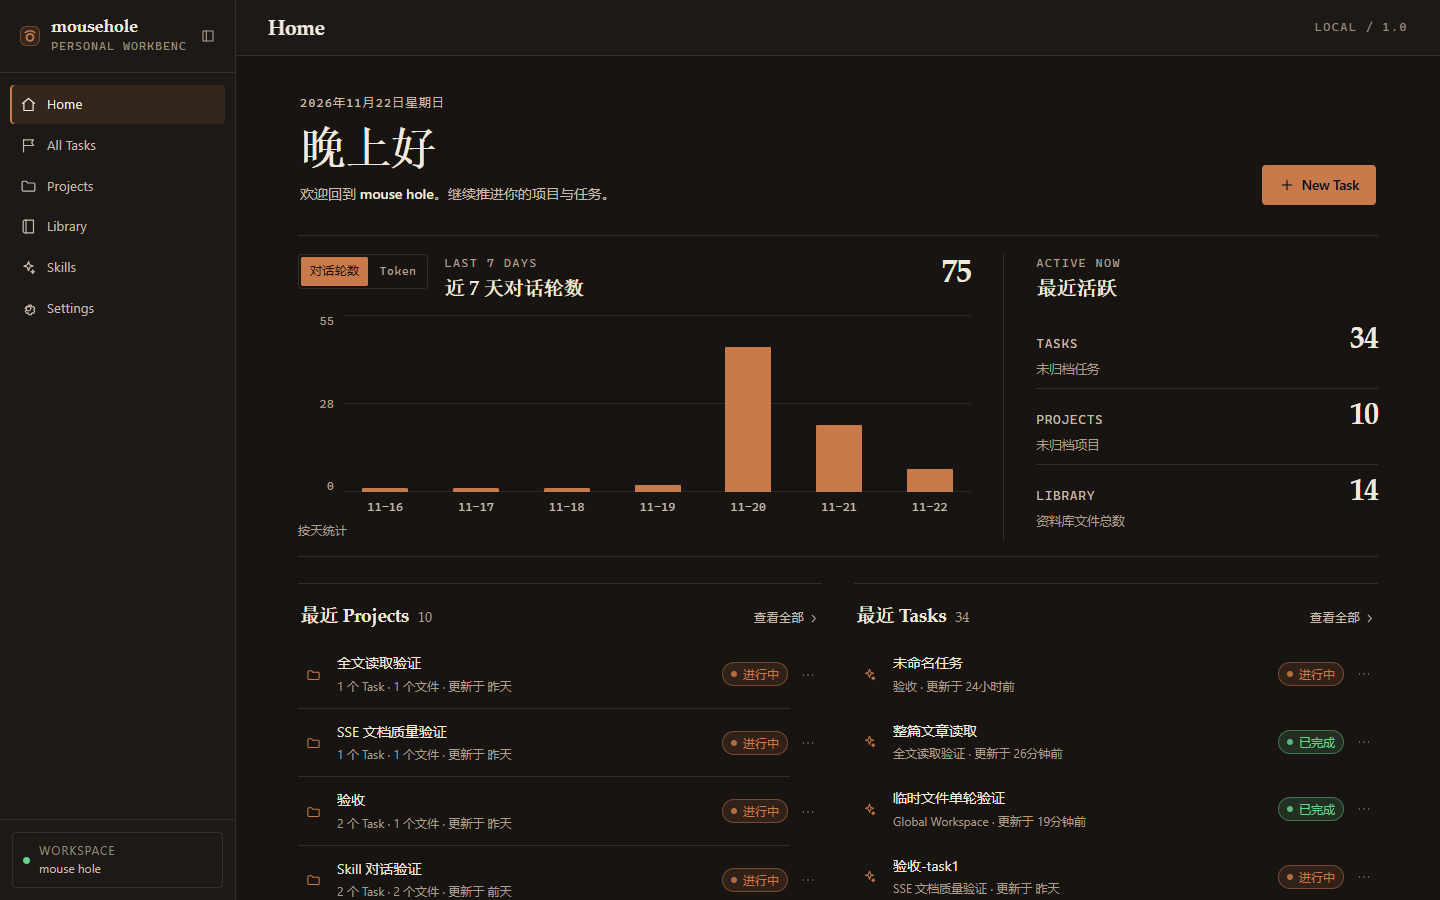 mousehole
PERSONAL WORKBENC
Home
All Tasks
Projects
Library
Skills
Settings
WORKSPACE
mouse hole
Home
LOCAL / 1.0
2026年11月22日星期日
晚上好
欢迎回到 mouse hole。继续推进你的项目与任务。
+ New Task
对话轮数 Token
LAST 7 DAYS
近 7 天对话轮数
75
55
28
0
11-16 11-17 11-18 11-19 11-20 11-21 11-22
按天统计
ACTIVE NOW
最近活跃
TASKS
未归档任务
34
PROJECTS
未归档项目
10
LIBRARY
资料库文件总数
14
最近 Projects 10
查看全部 >
全文读取验证
1 个 Task · 1 个文件 · 更新于 昨天
进行中 ···
SSE 文档质量验证
1 个 Task · 1 个文件 · 更新于 昨天
进行中 ···
验收
2 个 Task · 1 个文件 · 更新于 昨天
进行中 ···
Skill 对话验证
2 个 Task · 2 个文件 · 更新于 前天
进行中 ···
最近 Tasks 34
查看全部 >
未命名任务
验收 · 更新于 24小时前
进行中 ···
整篇文章读取
全文读取验证 · 更新于 26分钟前
已完成 ···
临时文件单轮验证
Global Workspace · 更新于 19分钟前
已完成 ···
验收-task1
SSE 文档质量验证 · 更新于 昨天
进行中 ···